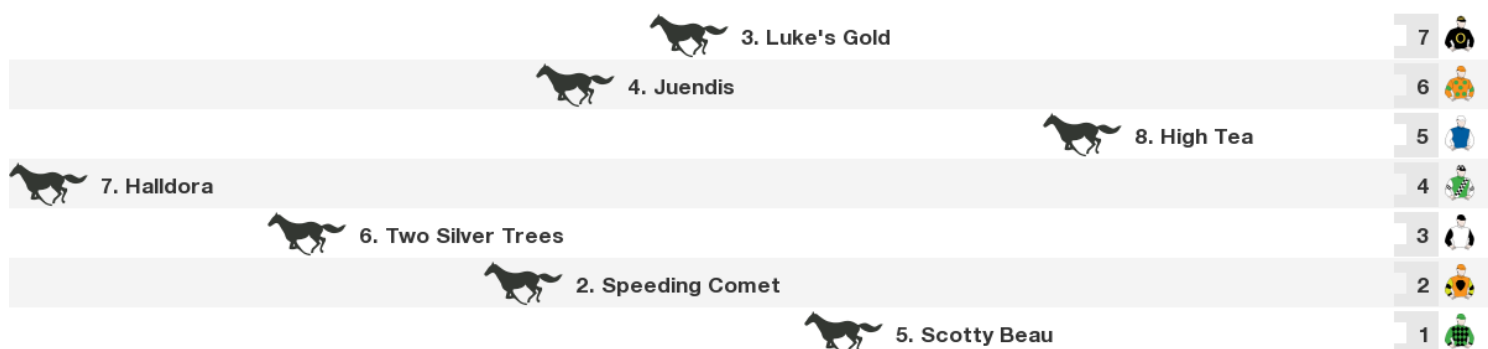 3. Luke's Gold 7
4. Juendis 6
8. High Tea 5
7. Halldora 4
6. Two Silver Trees 3
2. Speeding Comet 2
5. Scotty Beau 1